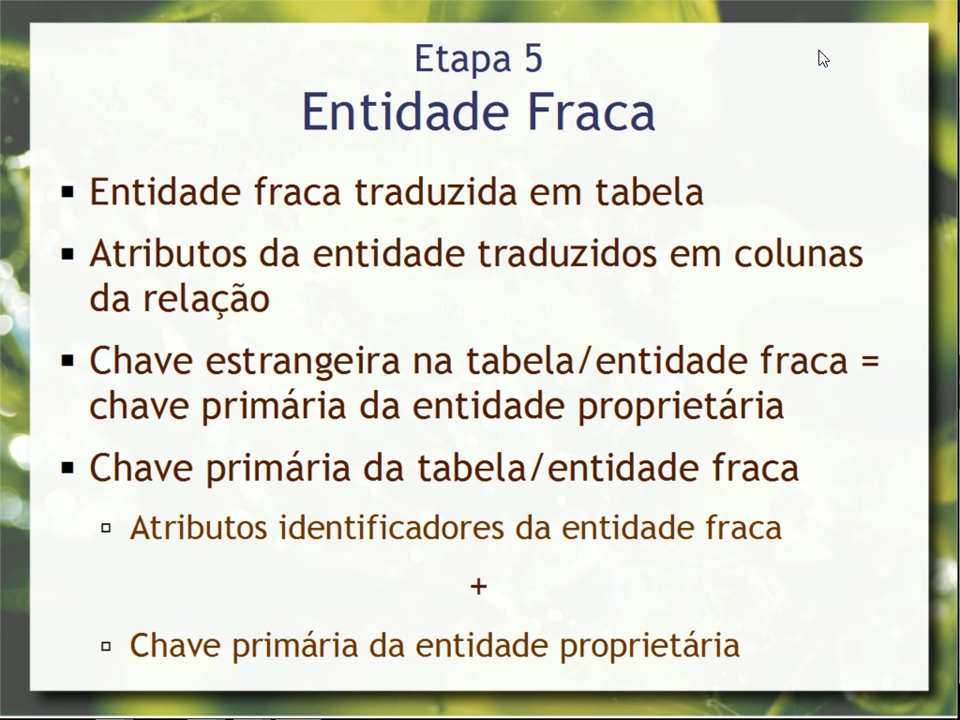 Etapa 5
Entidade Fraca
▪ Entidade fraca traduzida em tabela
▪ Atributos da entidade traduzidos em colunas
da relação
▪ Chave estrangeira na tabela/entidade fraca =
chave primária da entidade proprietária
▪ Chave primária da tabela/entidade fraca
▫ Atributos identificadores da entidade fraca
+
▫ Chave primária da entidade proprietária